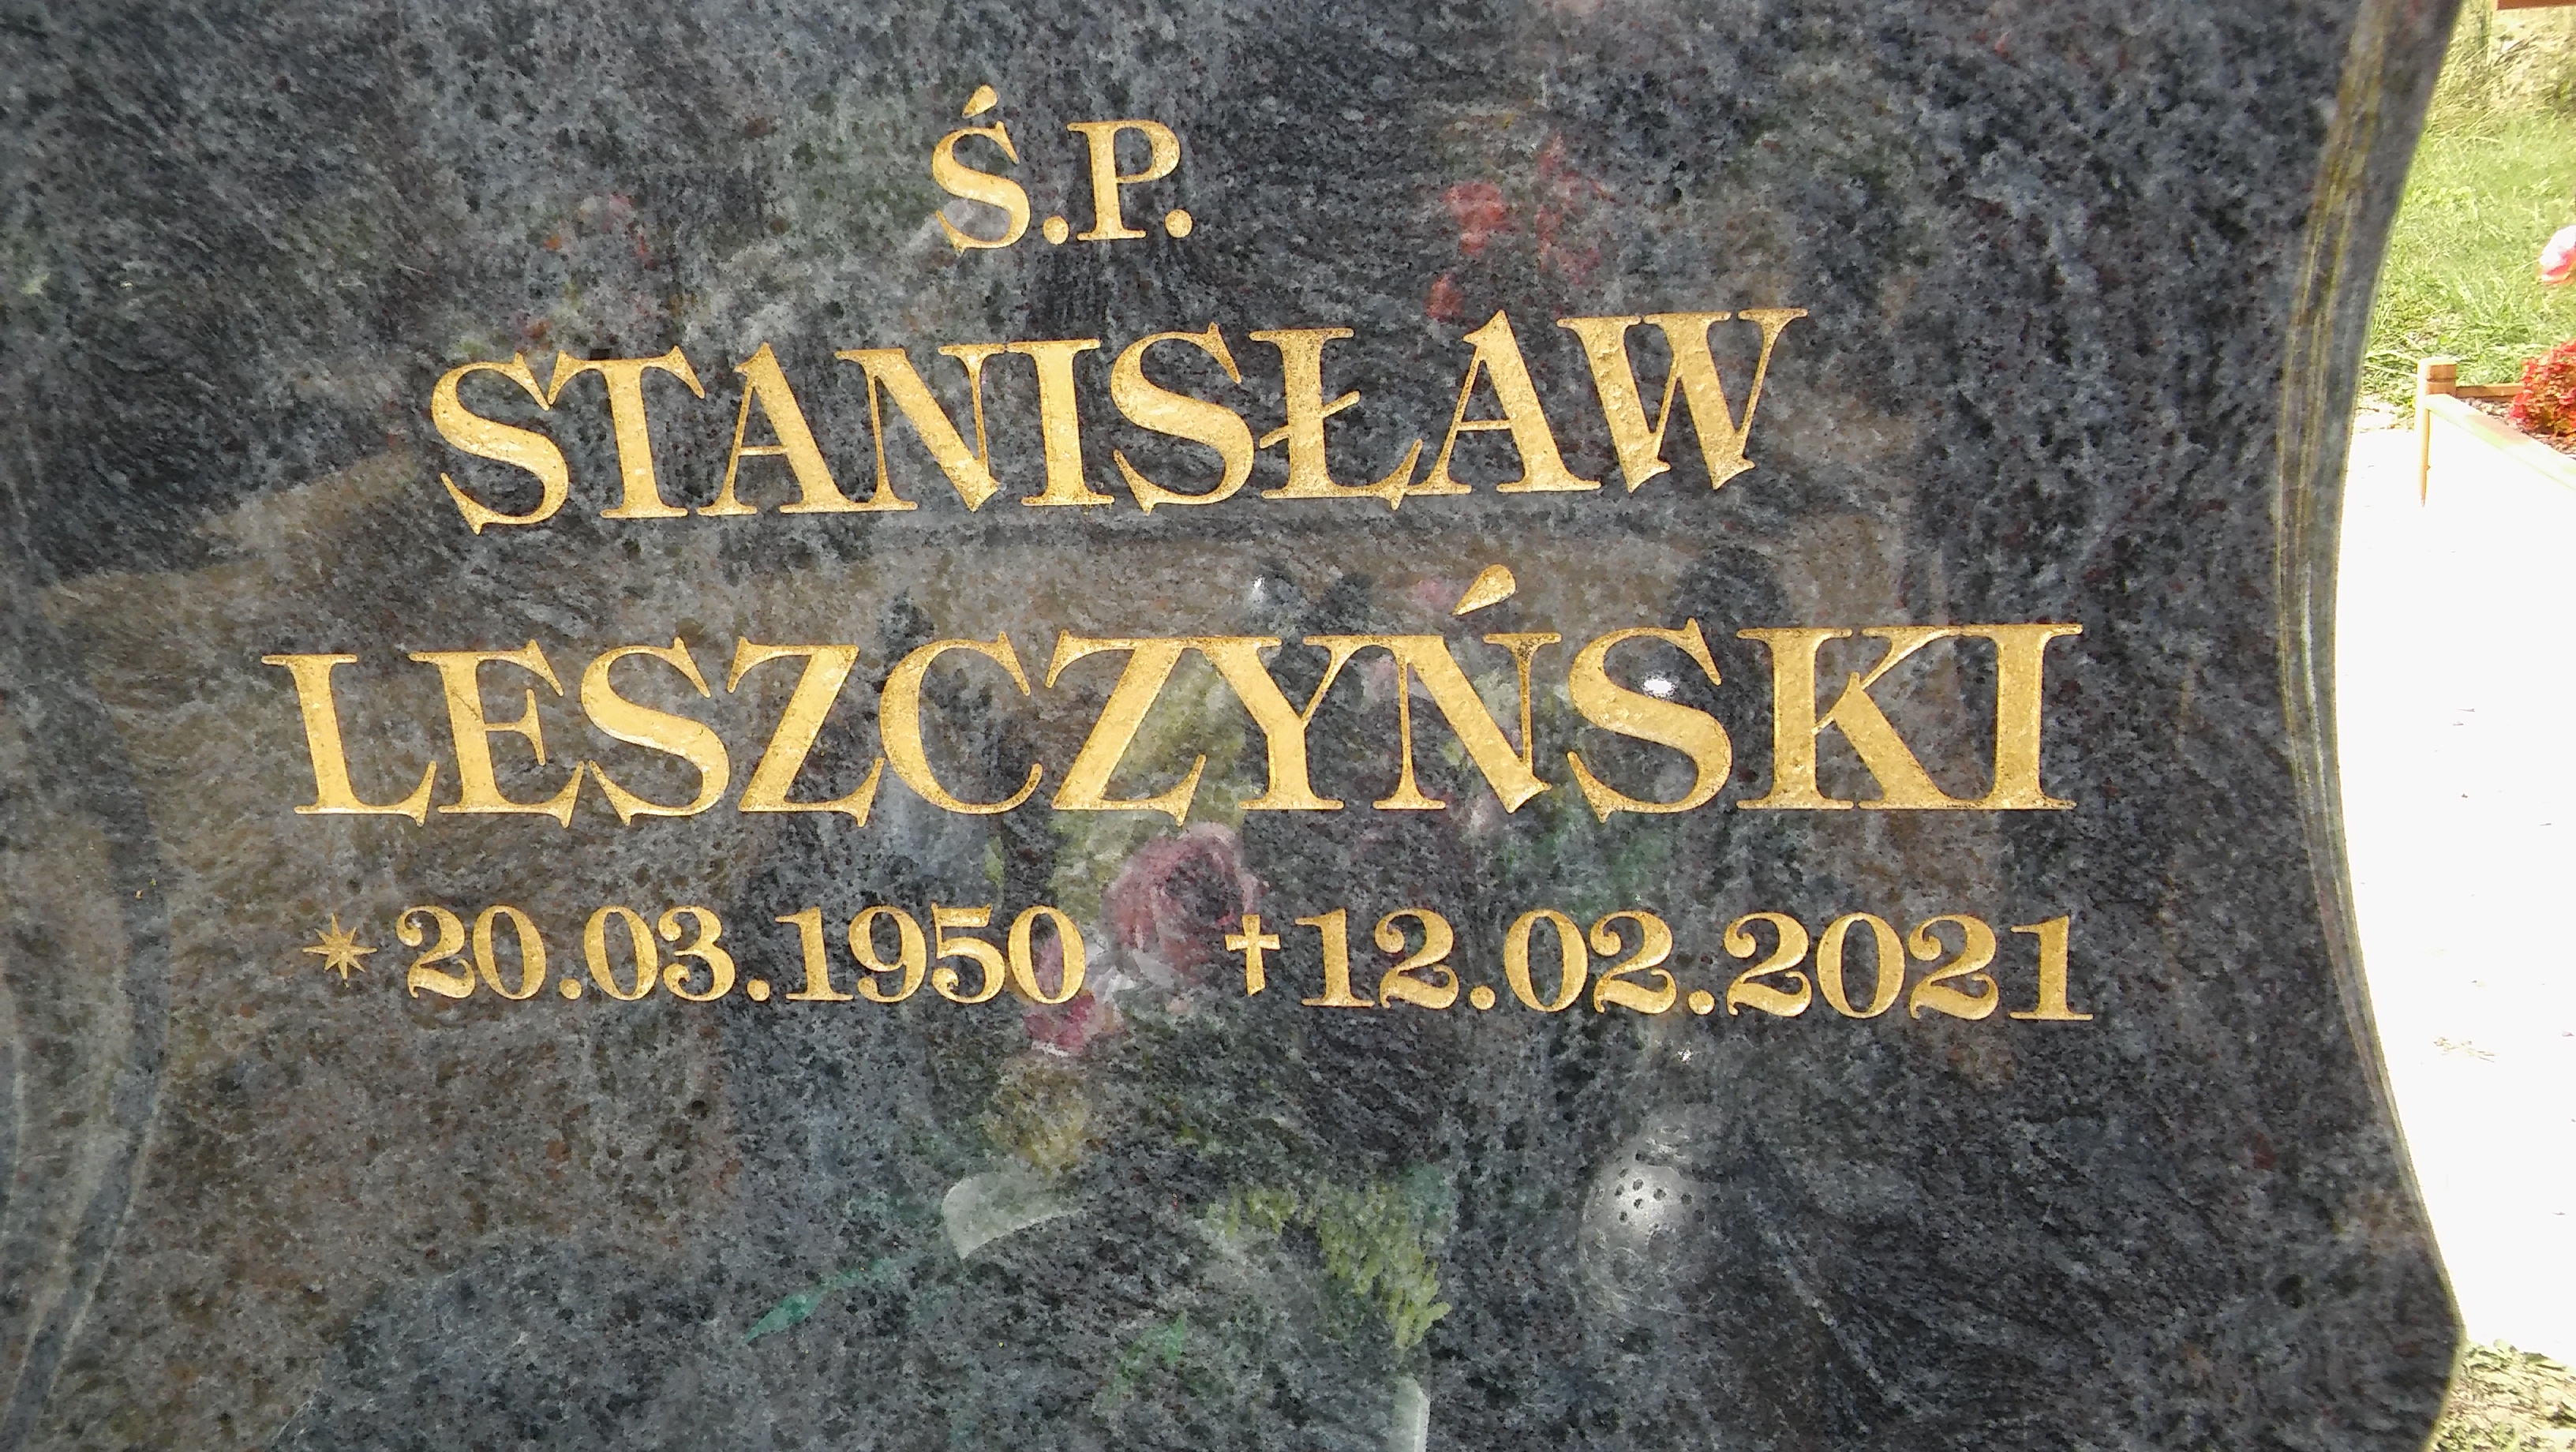 Ś.P.
STANISŁAW
LESZCZYŃSKI
✴20.03.1950 ✝12.02.2021